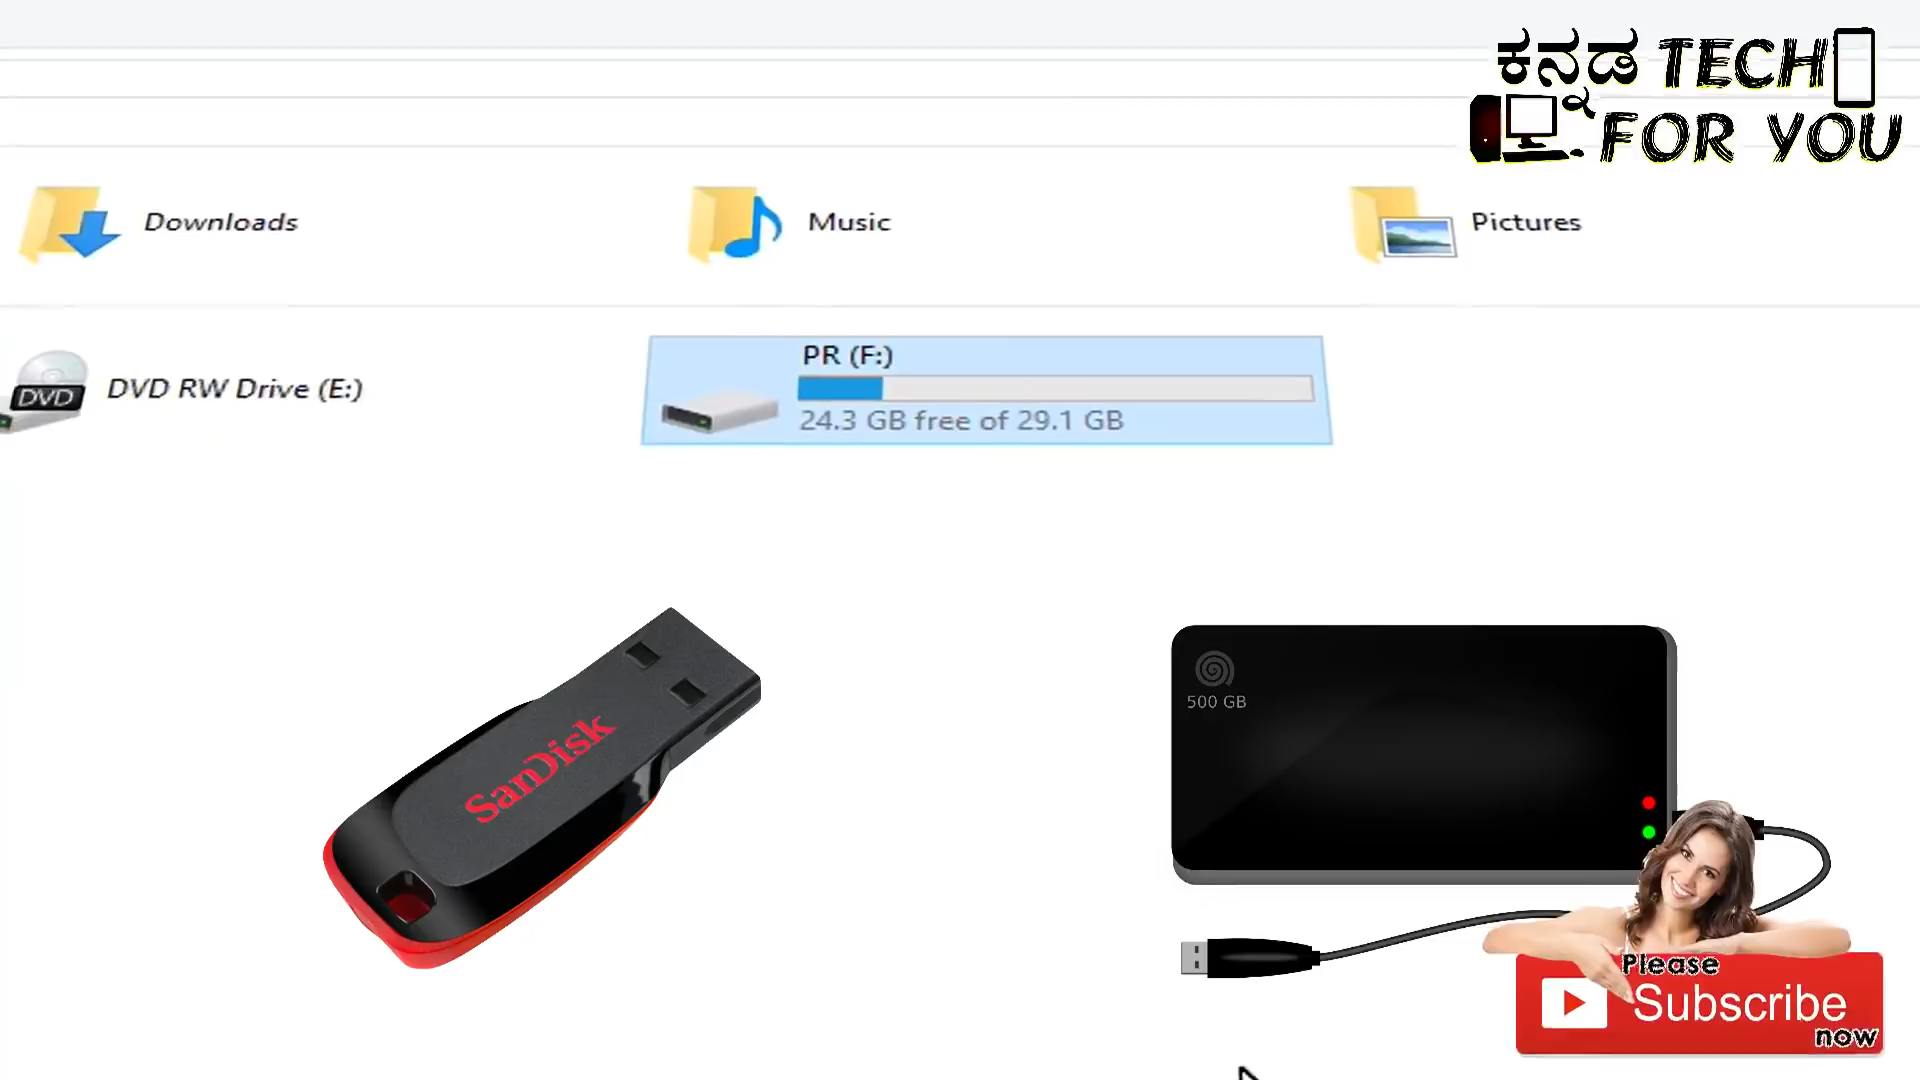 ಕನ್ನಡ TECH
FOR YOU
Downloads
Music
Pictures
DVD
DVD RW Drive (E:)
PR (F:)
24.3 GB free of 29.1 GB
SanDisk
500 GB
Please
Subscribe
now